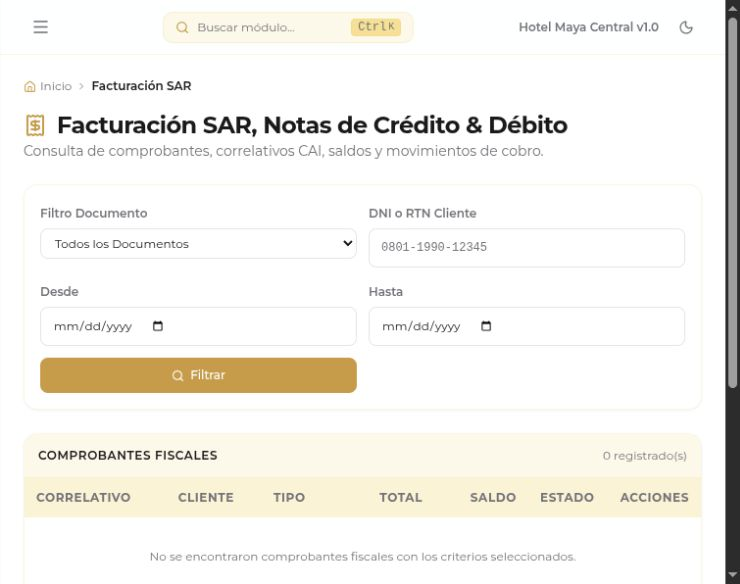 Buscar módulo... CtrlK Hotel Maya Central v1.0
Inicio > Facturación SAR
Facturación SAR, Notas de Crédito & Débito
Consulta de comprobantes, correlativos CAI, saldos y movimientos de cobro.
Filtro Documento DNI o RTN Cliente
Todos los Documentos 0801-1990-12345
Desde Hasta
mm/dd/yyyy mm/dd/yyyy
Filtrar
COMPROBANTES FISCALES 0 registrado(s)
CORRELATIVO CLIENTE TIPO TOTAL SALDO ESTADO ACCIONES
No se encontraron comprobantes fiscales con los criterios seleccionados.